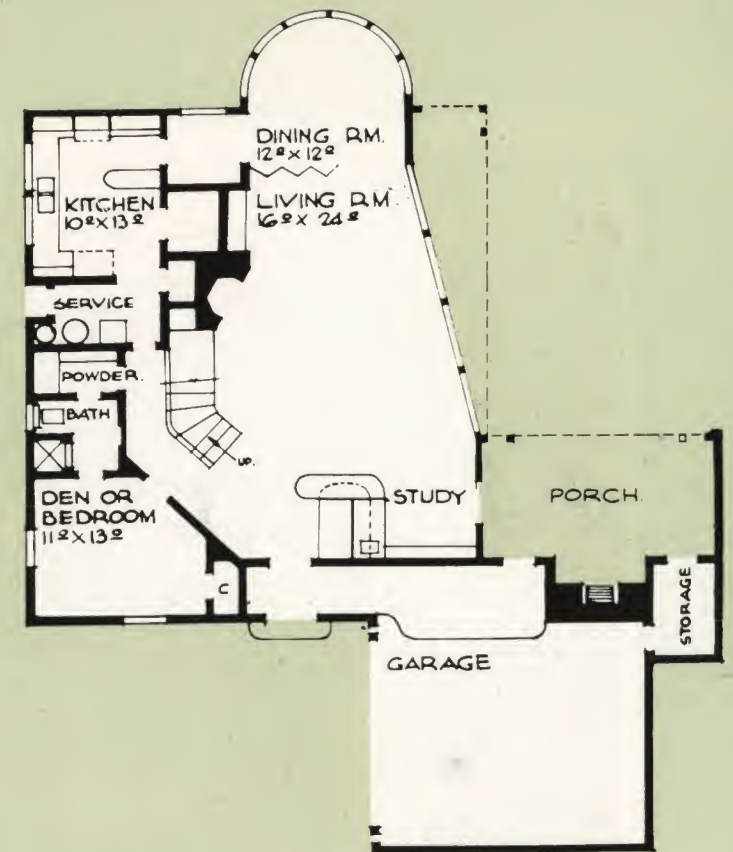 DINING RM.
12⁰ X 12⁰
KITCHEN
10⁰ X 13⁰
LIVING RM
16⁰ X 24⁰
SERVICE
POWDER.
BATH
UP.
DEN OR
BEDROOM
11⁰ X 13⁰
STUDY
PORCH.
C
STORAGE
GARAGE